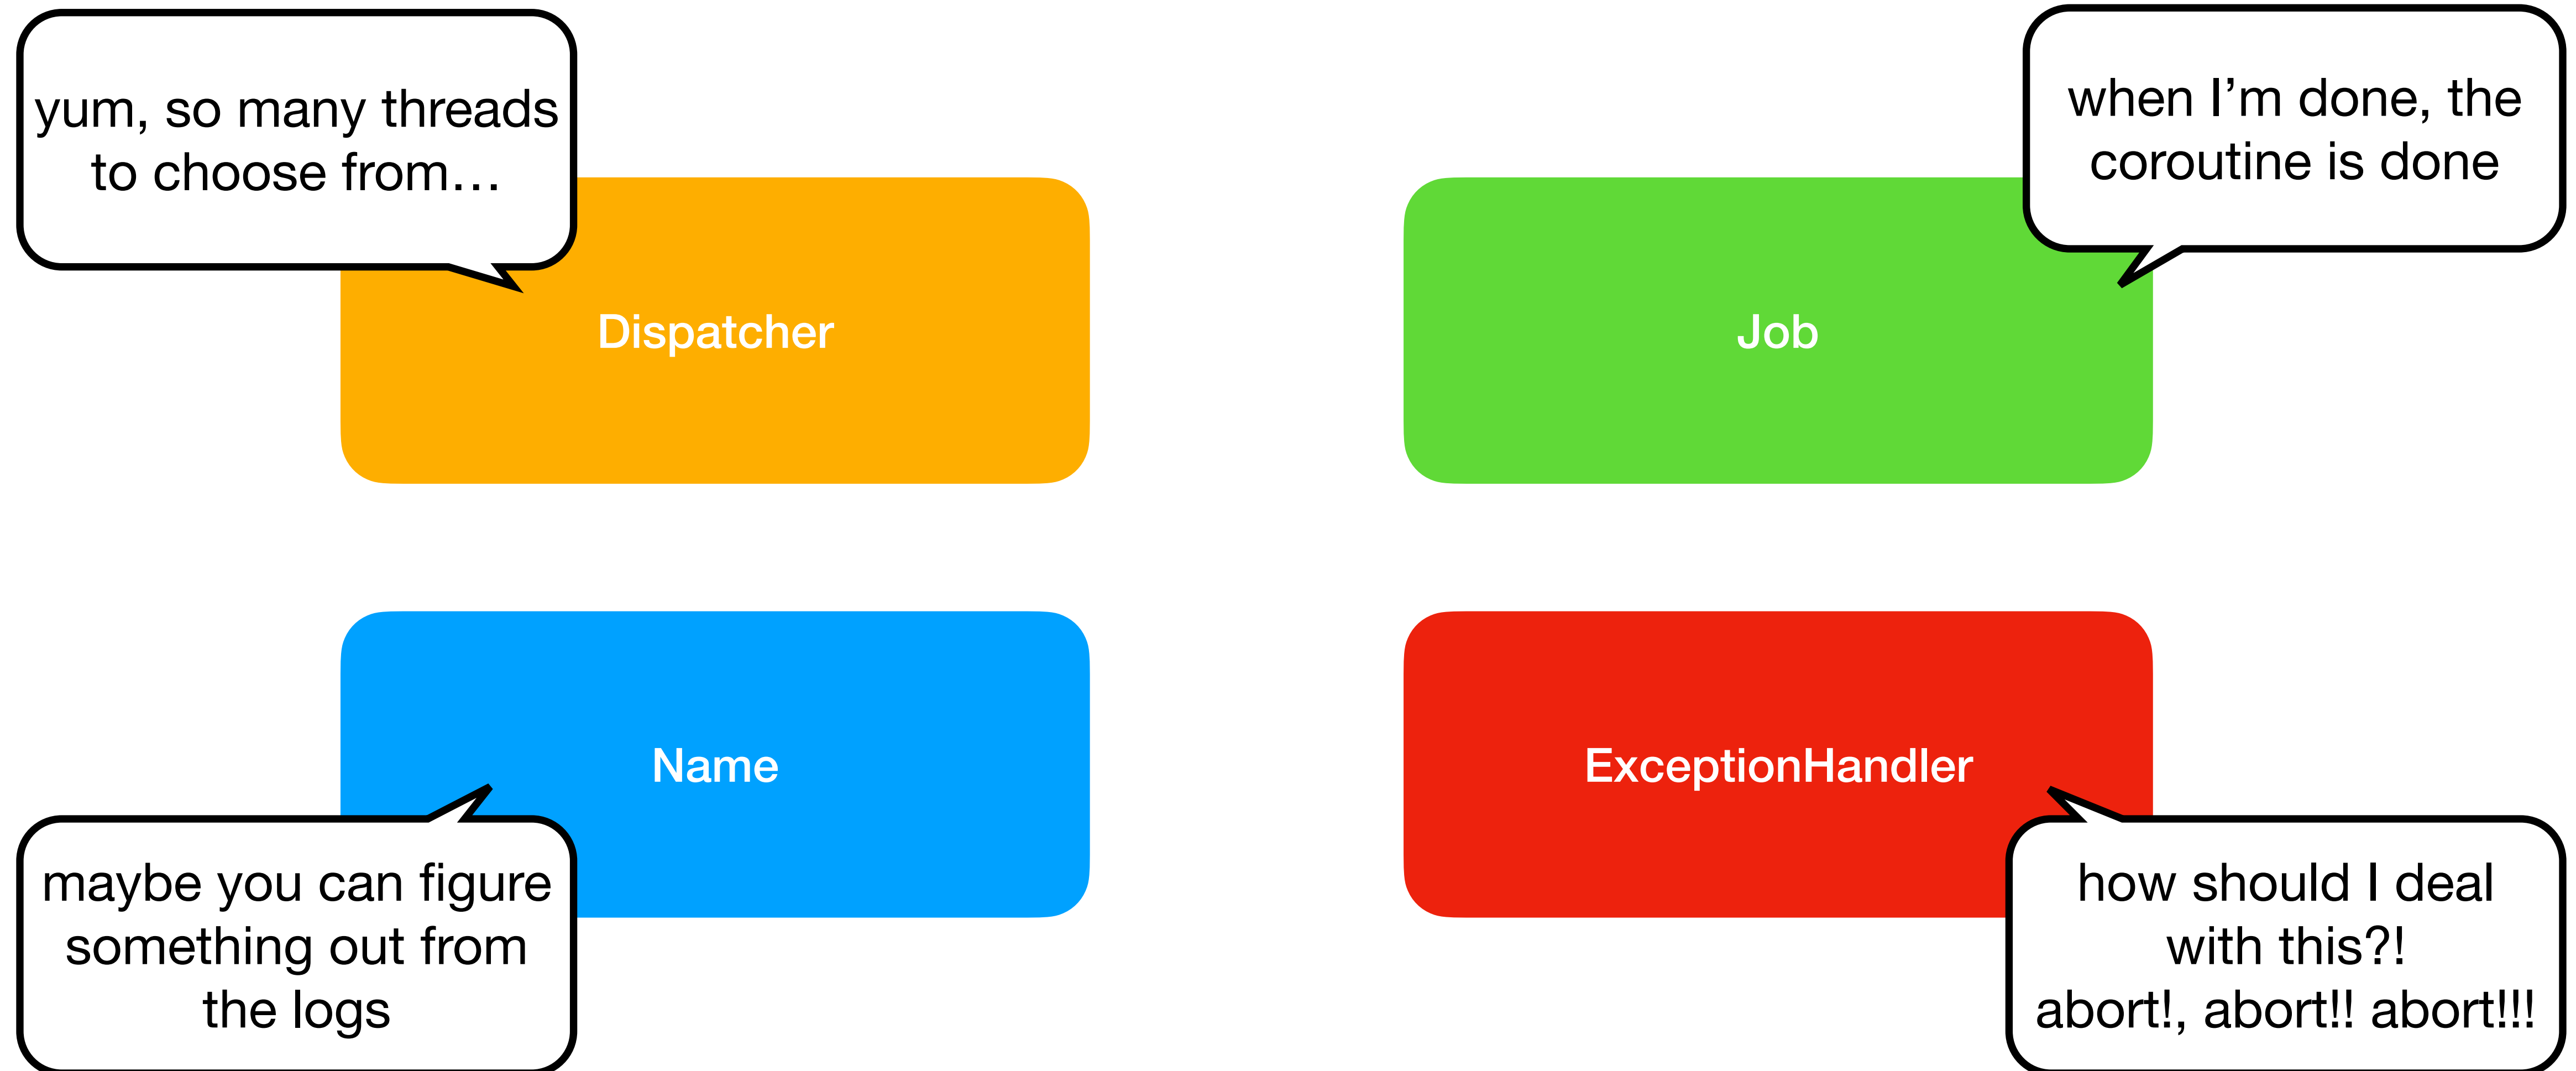 yum, so many threads
to choose from…
Dispatcher
when I’m done, the
coroutine is done
Job
Name
maybe you can figure
something out from
the logs
ExceptionHandler
how should I deal
with this?!
abort!, abort!! abort!!!